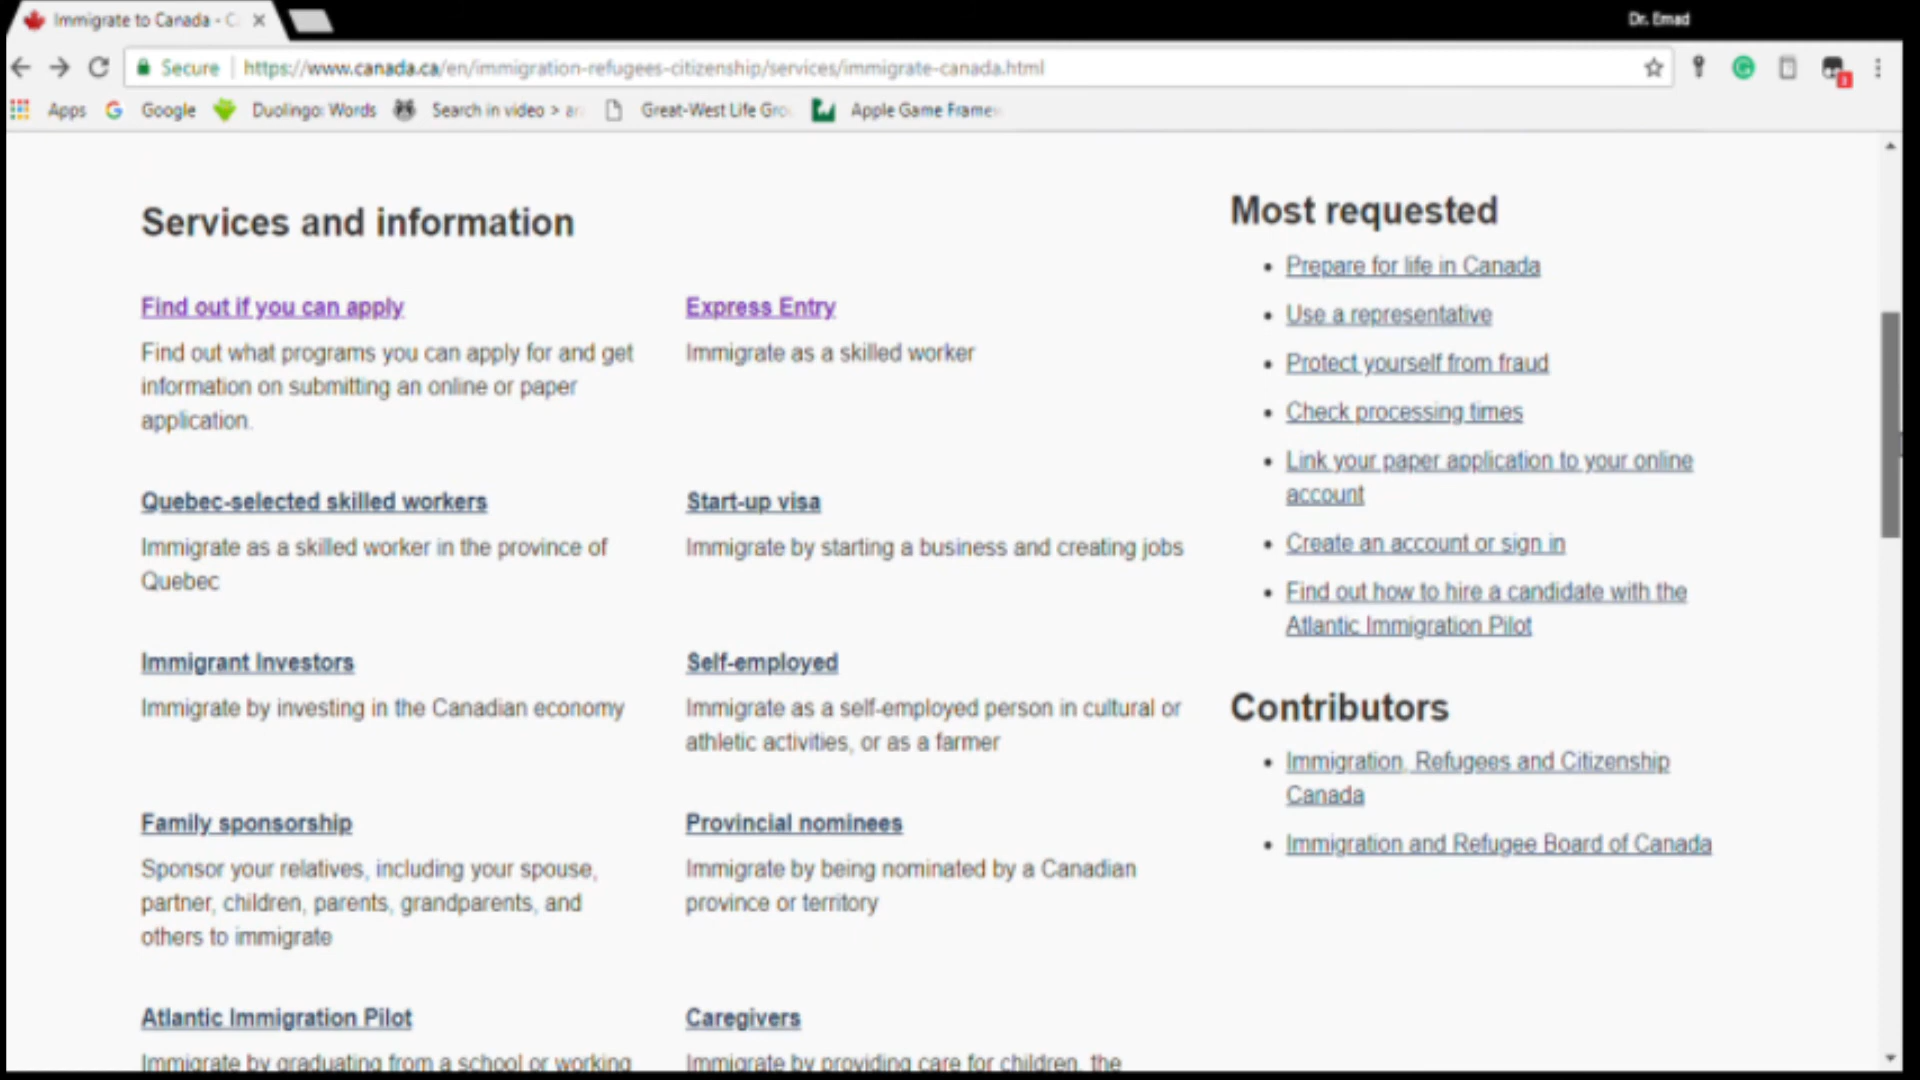 Immigrate to Canada - C
Dr. Emad
Secure https://www.canada.ca/en/immigration-refugees-citizenship/services/immigrate-canada.html
Apps Google Duolingo: Words Search in video > ar Great-West Life Gro Apple Game Frame
Services and information
Find out if you can apply
Find out what programs you can apply for and get
information on submitting an online or paper
application.
Express Entry
Immigrate as a skilled worker
Quebec-selected skilled workers
Immigrate as a skilled worker in the province of
Quebec
Start-up visa
Immigrate by starting a business and creating jobs
Immigrant Investors
Immigrate by investing in the Canadian economy
Self-employed
Immigrate as a self-employed person in cultural or
athletic activities, or as a farmer
Family sponsorship
Sponsor your relatives, including your spouse,
partner, children, parents, grandparents, and
others to immigrate
Provincial nominees
Immigrate by being nominated by a Canadian
province or territory
Atlantic Immigration Pilot
Immigrate by graduating from a school or working
Caregivers
Immigrate by providing care for children, the
Most requested
• Prepare for life in Canada
• Use a representative
• Protect yourself from fraud
• Check processing times
• Link your paper application to your online
account
• Create an account or sign in
• Find out how to hire a candidate with the
Atlantic Immigration Pilot
Contributors
• Immigration, Refugees and Citizenship
Canada
• Immigration and Refugee Board of Canada